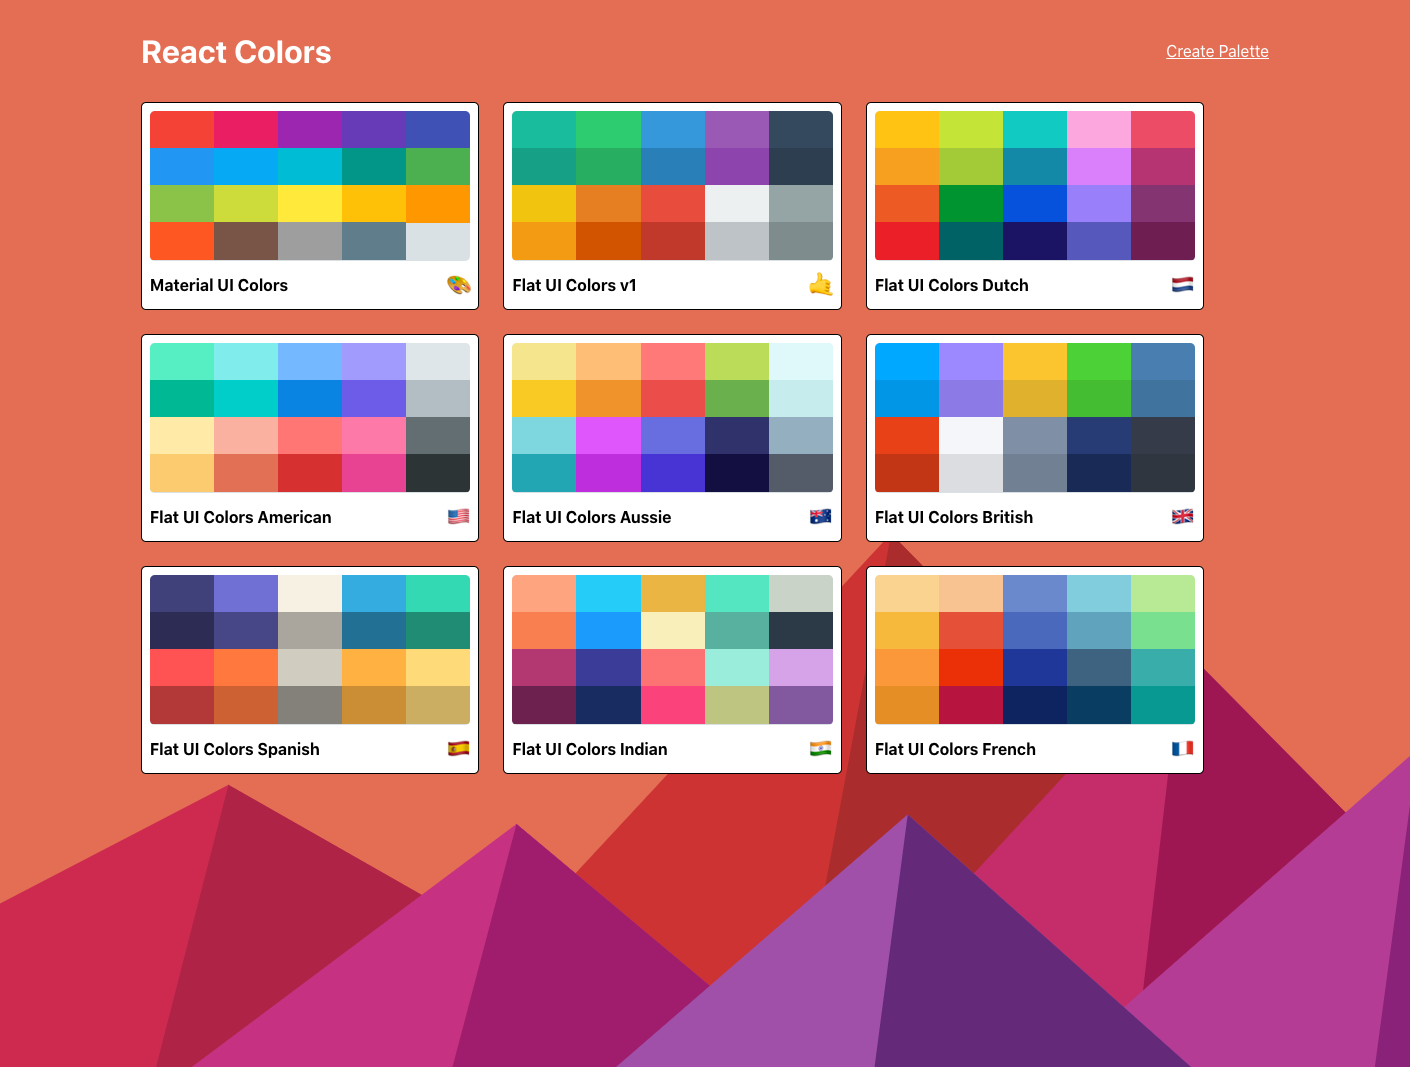 React Colors
Create Palette
Material UI Colors
Flat UI Colors v1
Flat UI Colors Dutch
Flat UI Colors American
Flat UI Colors Aussie
Flat UI Colors British
Flat UI Colors Spanish
Flat UI Colors Indian
Flat UI Colors French